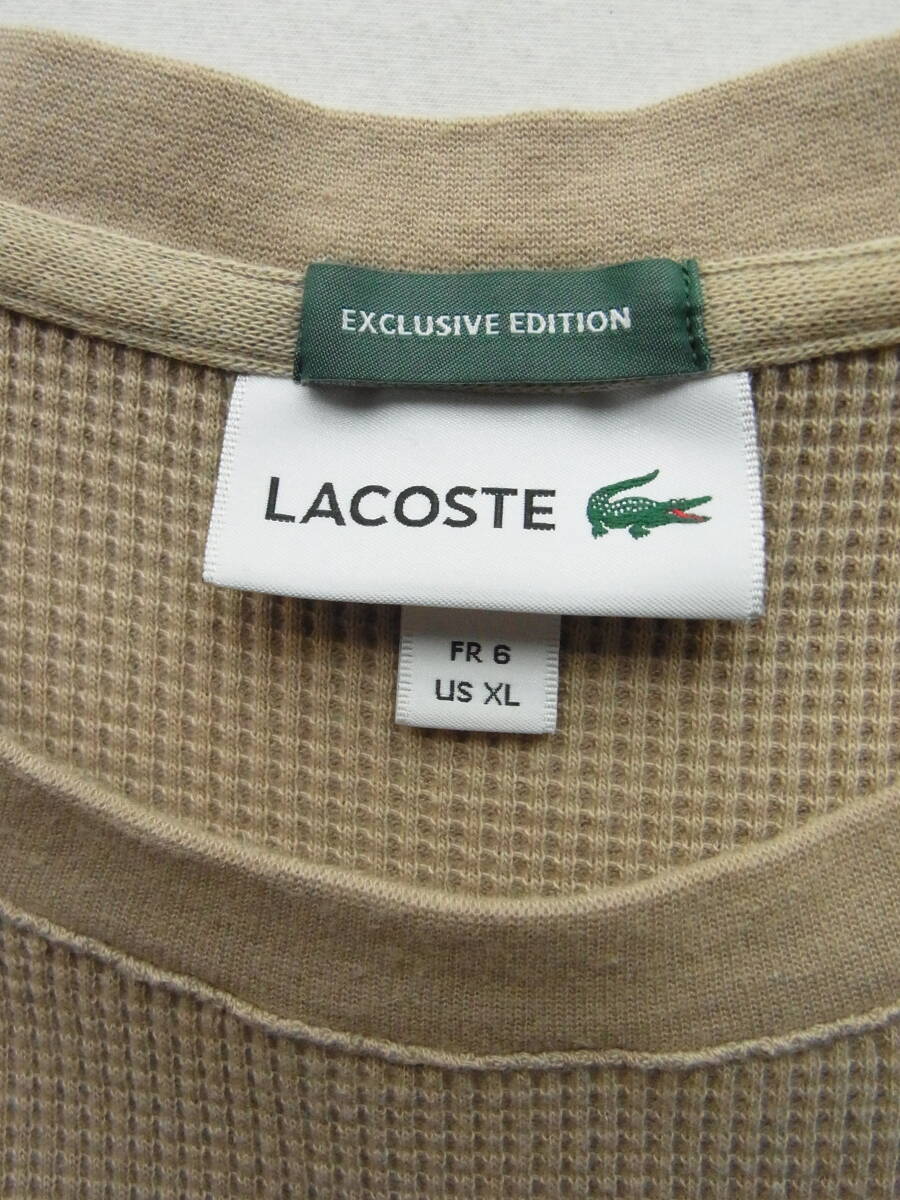 EXCLUSIVE EDITION
LACOSTE
FR 6
US XL